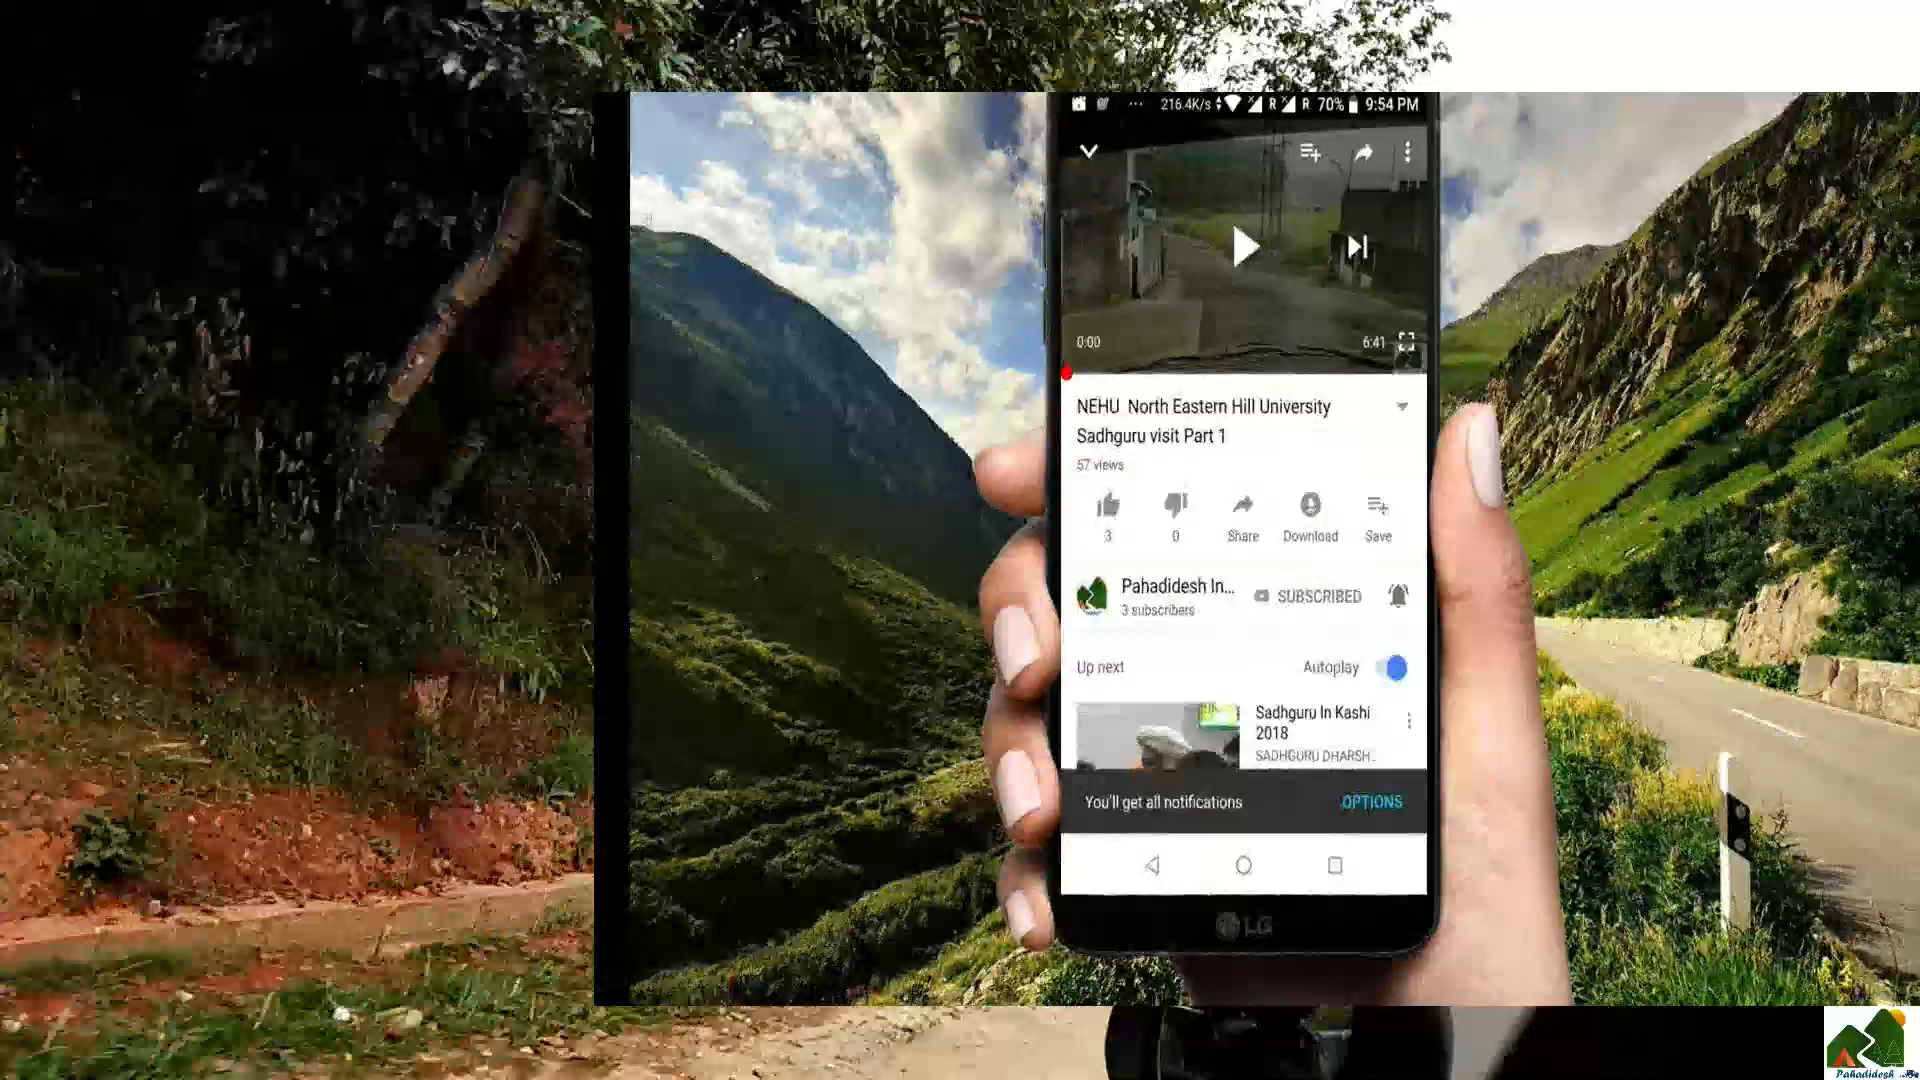 216.4K/s R R 70% 9:54 PM
0:00 6:41
NEHU North Eastern Hill University
Sadhguru visit Part 1
57 views
3 0 Share Download Save
Pahadidesh In... SUBSCRIBED
3 subscribers
Up next Autoplay
Sadhguru In Kashi
2018
SADHGURU DHARSH..
You'll get all notifications OPTIONS
LG
Pahadidesh